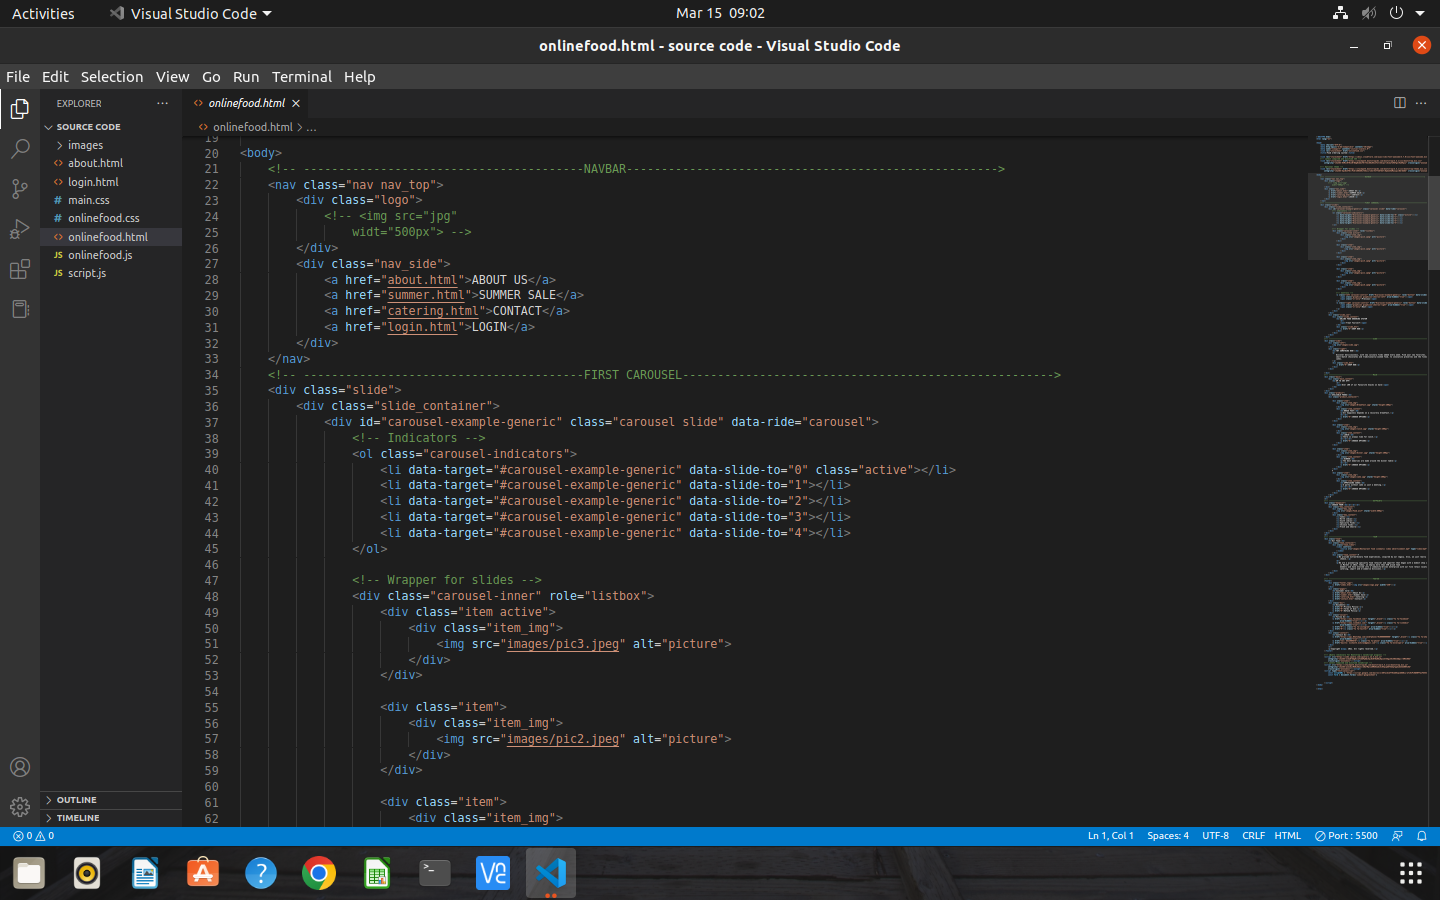 Activities
Visual Studio Code
Mar 15 09:02
onlinefood.html - source code - Visual Studio Code
File Edit Selection View Go Run Terminal Help
EXPLORER
onlinefood.html
SOURCE CODE
onlinefood.html > ...
images
about.html
login.html
main.css
onlinefood.css
onlinefood.html
JS onlinefood.js
JS script.js
19
20 <body>
21 <!-- ----------------------------------------NAVBAR----------------------------------------------------->
22 <nav class="nav nav_top">
23 <div class="logo">
24 <!-- <img src="jpg"
25 widt="500px"> -->
26 </div>
27 <div class="nav_side">
28 <a href="about.html">ABOUT US</a>
29 <a href="summer.html">SUMMER SALE</a>
30 <a href="catering.html">CONTACT</a>
31 <a href="login.html">LOGIN</a>
32 </div>
33 </nav>
34 <!-- ----------------------------------------FIRST CAROUSEL----------------------------------------------------->
35 <div class="slide">
36 <div class="slide_container">
37 <div id="carousel-example-generic" class="carousel slide" data-ride="carousel">
38 <!-- Indicators -->
39 <ol class="carousel-indicators">
40 <li data-target="#carousel-example-generic" data-slide-to="0" class="active"></li>
41 <li data-target="#carousel-example-generic" data-slide-to="1"></li>
42 <li data-target="#carousel-example-generic" data-slide-to="2"></li>
43 <li data-target="#carousel-example-generic" data-slide-to="3"></li>
44 <li data-target="#carousel-example-generic" data-slide-to="4"></li>
45 </ol>
46
47 <!-- Wrapper for slides -->
48 <div class="carousel-inner" role="listbox">
49 <div class="item active">
50 <div class="item_img">
51 <img src="images/pic3.jpeg" alt="picture">
52 </div>
53 </div>
54
55 <div class="item">
56 <div class="item_img">
57 <img src="images/pic2.jpeg" alt="picture">
58 </div>
59 </div>
60
61 <div class="item">
62 <div class="item_img">
OUTLINE
TIMELINE
0 0
Ln 1, Col 1 Spaces: 4 UTF-8 CRLF HTML Port : 5500